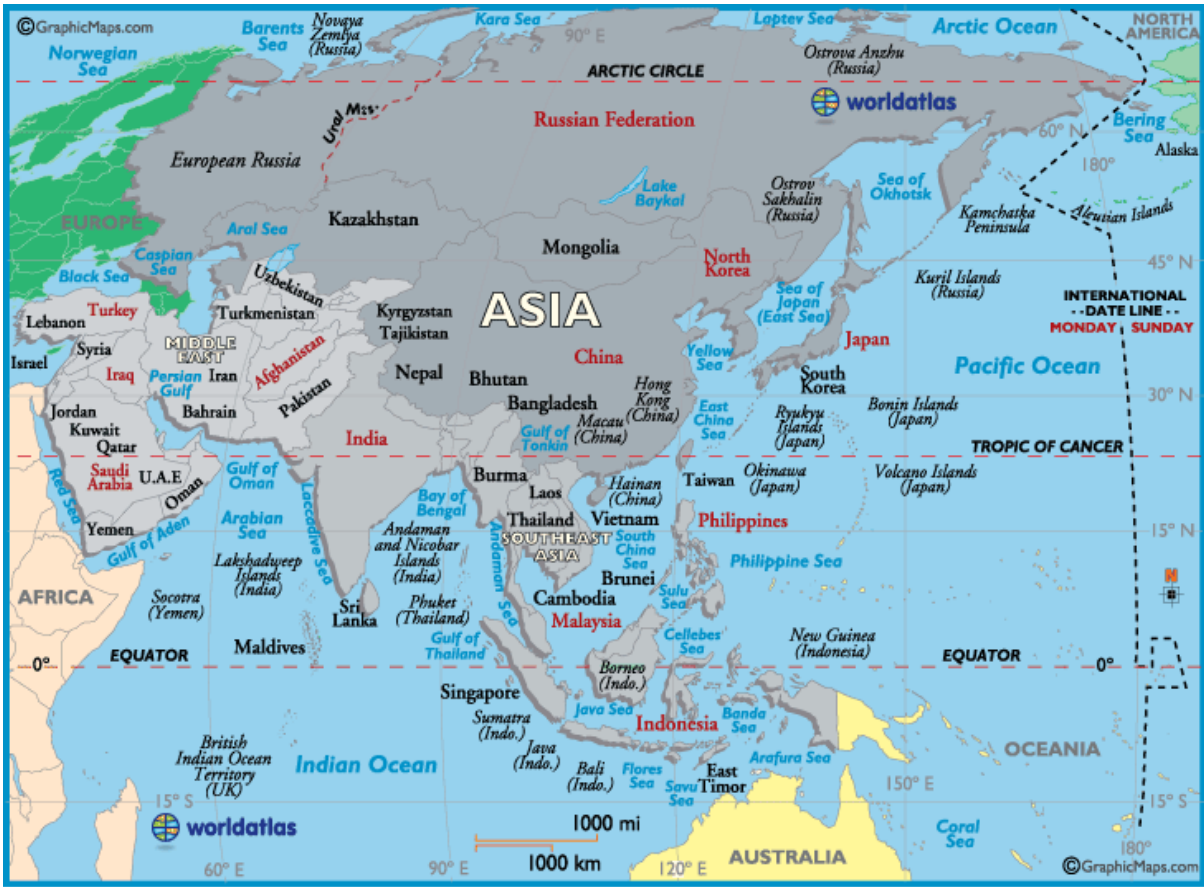 ©GraphicMaps.com
Norwegian
Sea
Barents
Sea
Novaya
Zemlya
(Russia)
Kara Sea
90° E
Laptev Sea
Arctic Ocean
NORTH
AMERICA
ARCTIC CIRCLE
Ostrova Anzhu
(Russia)
worldatlas
Ural Mts.
Russian Federation
60° N
Bering
Sea
180°
Alaska
European Russia
EUROPE
Kazakhstan
Lake
Baykal
Ostrov
Sakhalin
(Russia)
Sea of
Okhotsk
Kamchatka
Peninsula
Aleutian Islands
Aral Sea
Caspian
Sea
Black Sea
Mongolia
North
Korea
45° N
Uzbekistan
Turkmenistan
Kyrgyzstan
Tajikistan
ASIA
Sea of
Japan
(East Sea)
Kuril Islands
(Russia)
INTERNATIONAL
- - DATE LINE - -
MONDAY
SUNDAY
Turkey
Lebanon
Syria
Israel
Iraq
MIDDLE
EAST
Persian
Gulf
Iran
Afghanistan
Pakistan
Nepal
China
Yellow
Sea
Japan
South
Korea
Pacific Ocean
30° N
Bhutan
Bangladesh
Hong
Kong
(China)
Macau
(China)
East
China
Sea
Ryukyu
Islands
(Japan)
Bonin Islands
(Japan)
Jordan
Kuwait
Qatar
Bahrain
India
Gulf of
Tonkin
TROPIC OF CANCER
Saudi
Arabia
U.A.E
Oman
Red Sea
Gulf of
Oman
Burma
Laos
Hainan
(China)
Taiwan
Okinawa
(Japan)
Volcano Islands
(Japan)
Yemen
Gulf of Aden
Arabian
Sea
Laccadive Sea
Bay of
Bengal
Andaman
and Nicobar
Islands
(India)
Andaman Sea
Thailand
SOUTHEAST
ASIA
Vietnam
South
China
Sea
Philippines
15° N
Philippine Sea
Lakshadweep
Islands
(India)
AFRICA
Socotra
(Yemen)
Sri
Lanka
Phuket
(Thailand)
Cambodia
Brunei
Sulu
Sea
N
Malaysia
Maldives
Gulf of
Thailand
Cellebes
Sea
New Guinea
(Indonesia)
0°
EQUATOR
EQUATOR
0°
Borneo
(Indo.)
Singapore
Sumatra
(Indo.)
Java Sea
Indonesia
Banda
Sea
British
Indian Ocean
Territory
(UK)
Indian Ocean
Java
(Indo.)
Bali
(Indo.)
Flores
Sea
Savu
Sea
East
Timor
Arafura Sea
OCEANIA
15° S
150° E
15° S
worldatlas
1000 mi
1000 km
60° E
90° E
120° E
AUSTRALIA
Coral
Sea
180°
©GraphicMaps.com